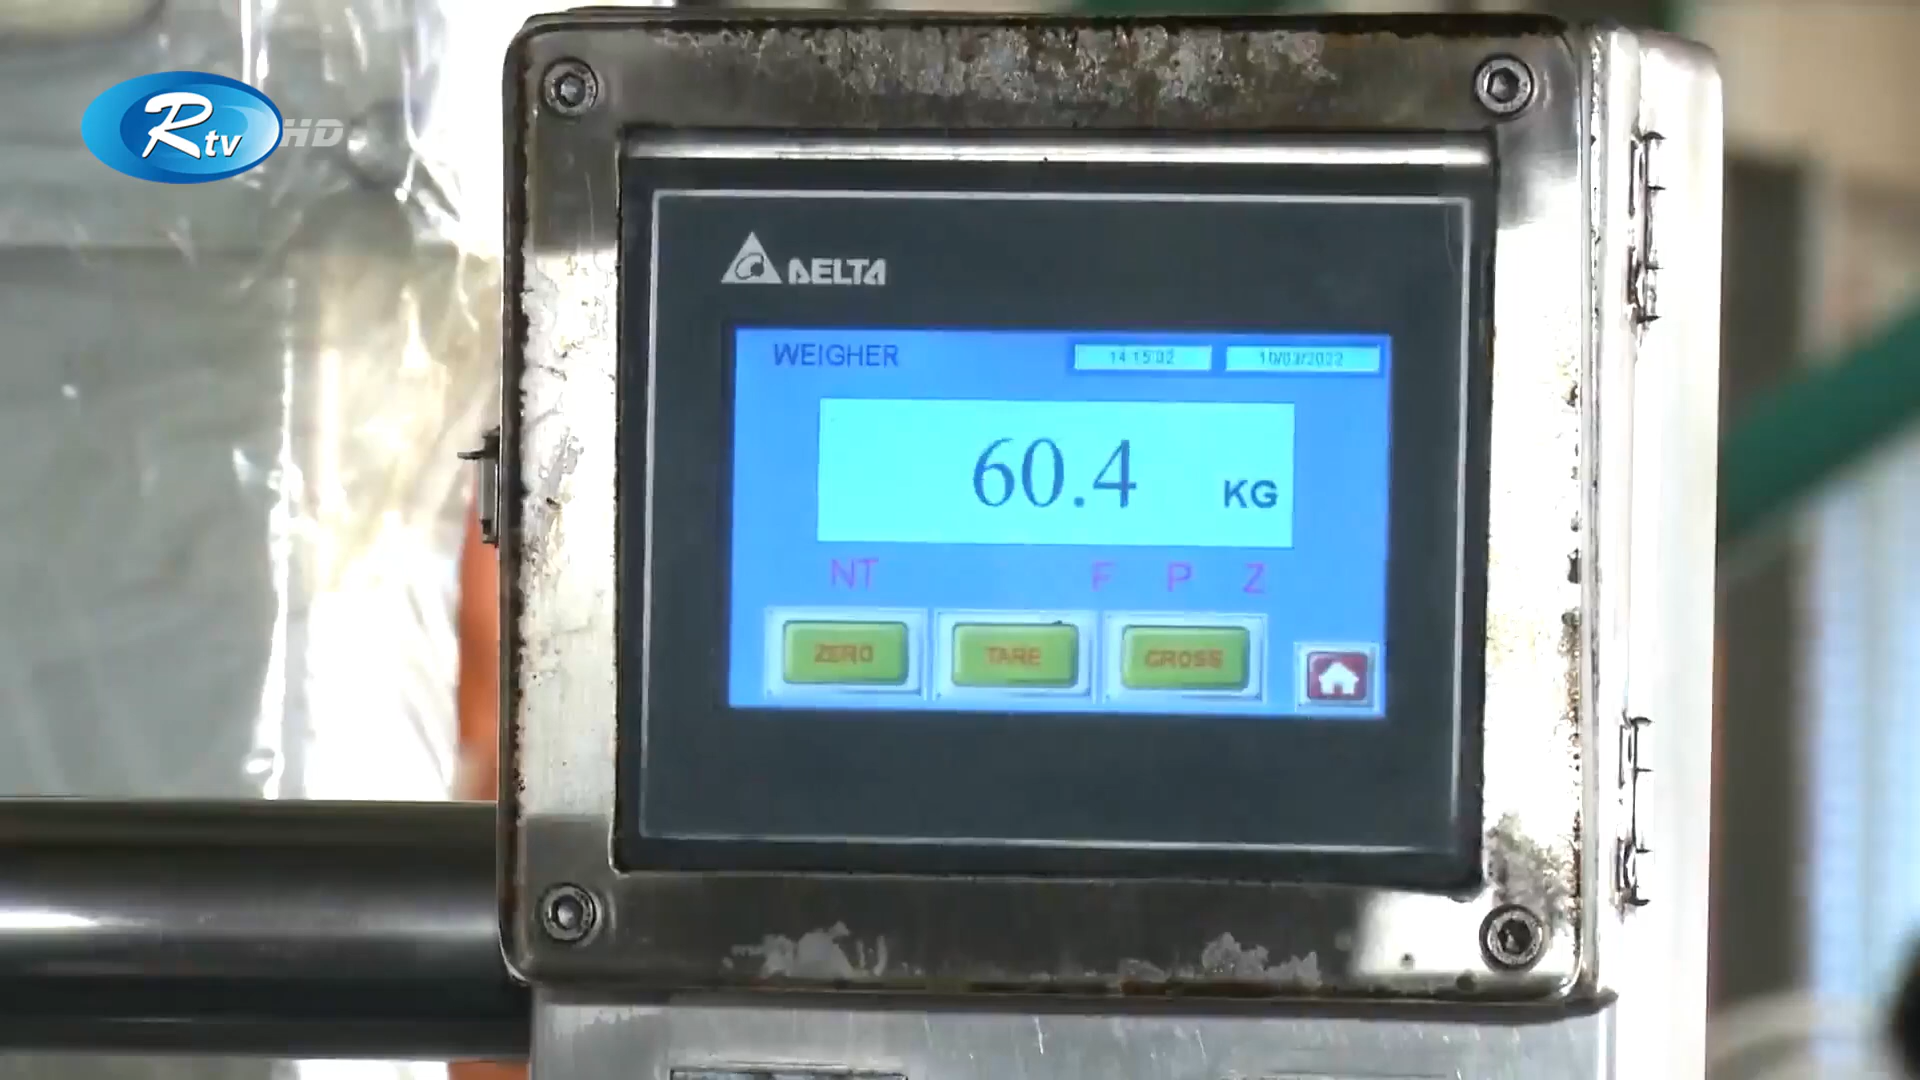 Rtv HD
DELTA
WEIGHER 14:15:02 10/03/2022
60.4 KG
NT F P Z
ZERO TARE GROSS